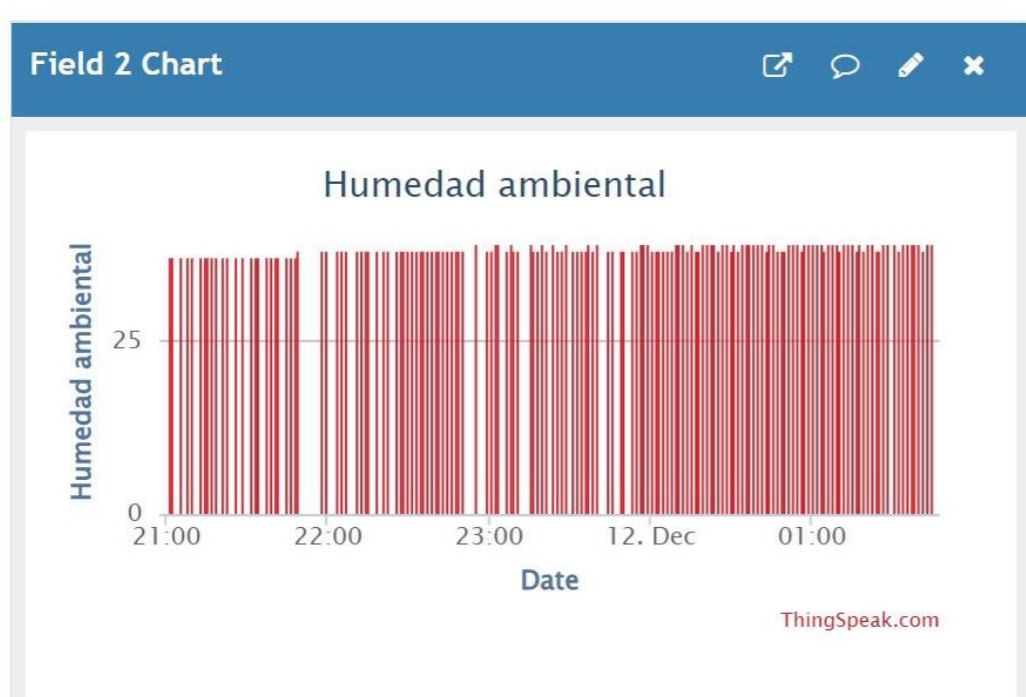 Field 2 Chart
Humedad ambiental
Humedad ambiental
25
0
21:00 22:00 23:00 12. Dec 01:00
Date
ThingSpeak.com